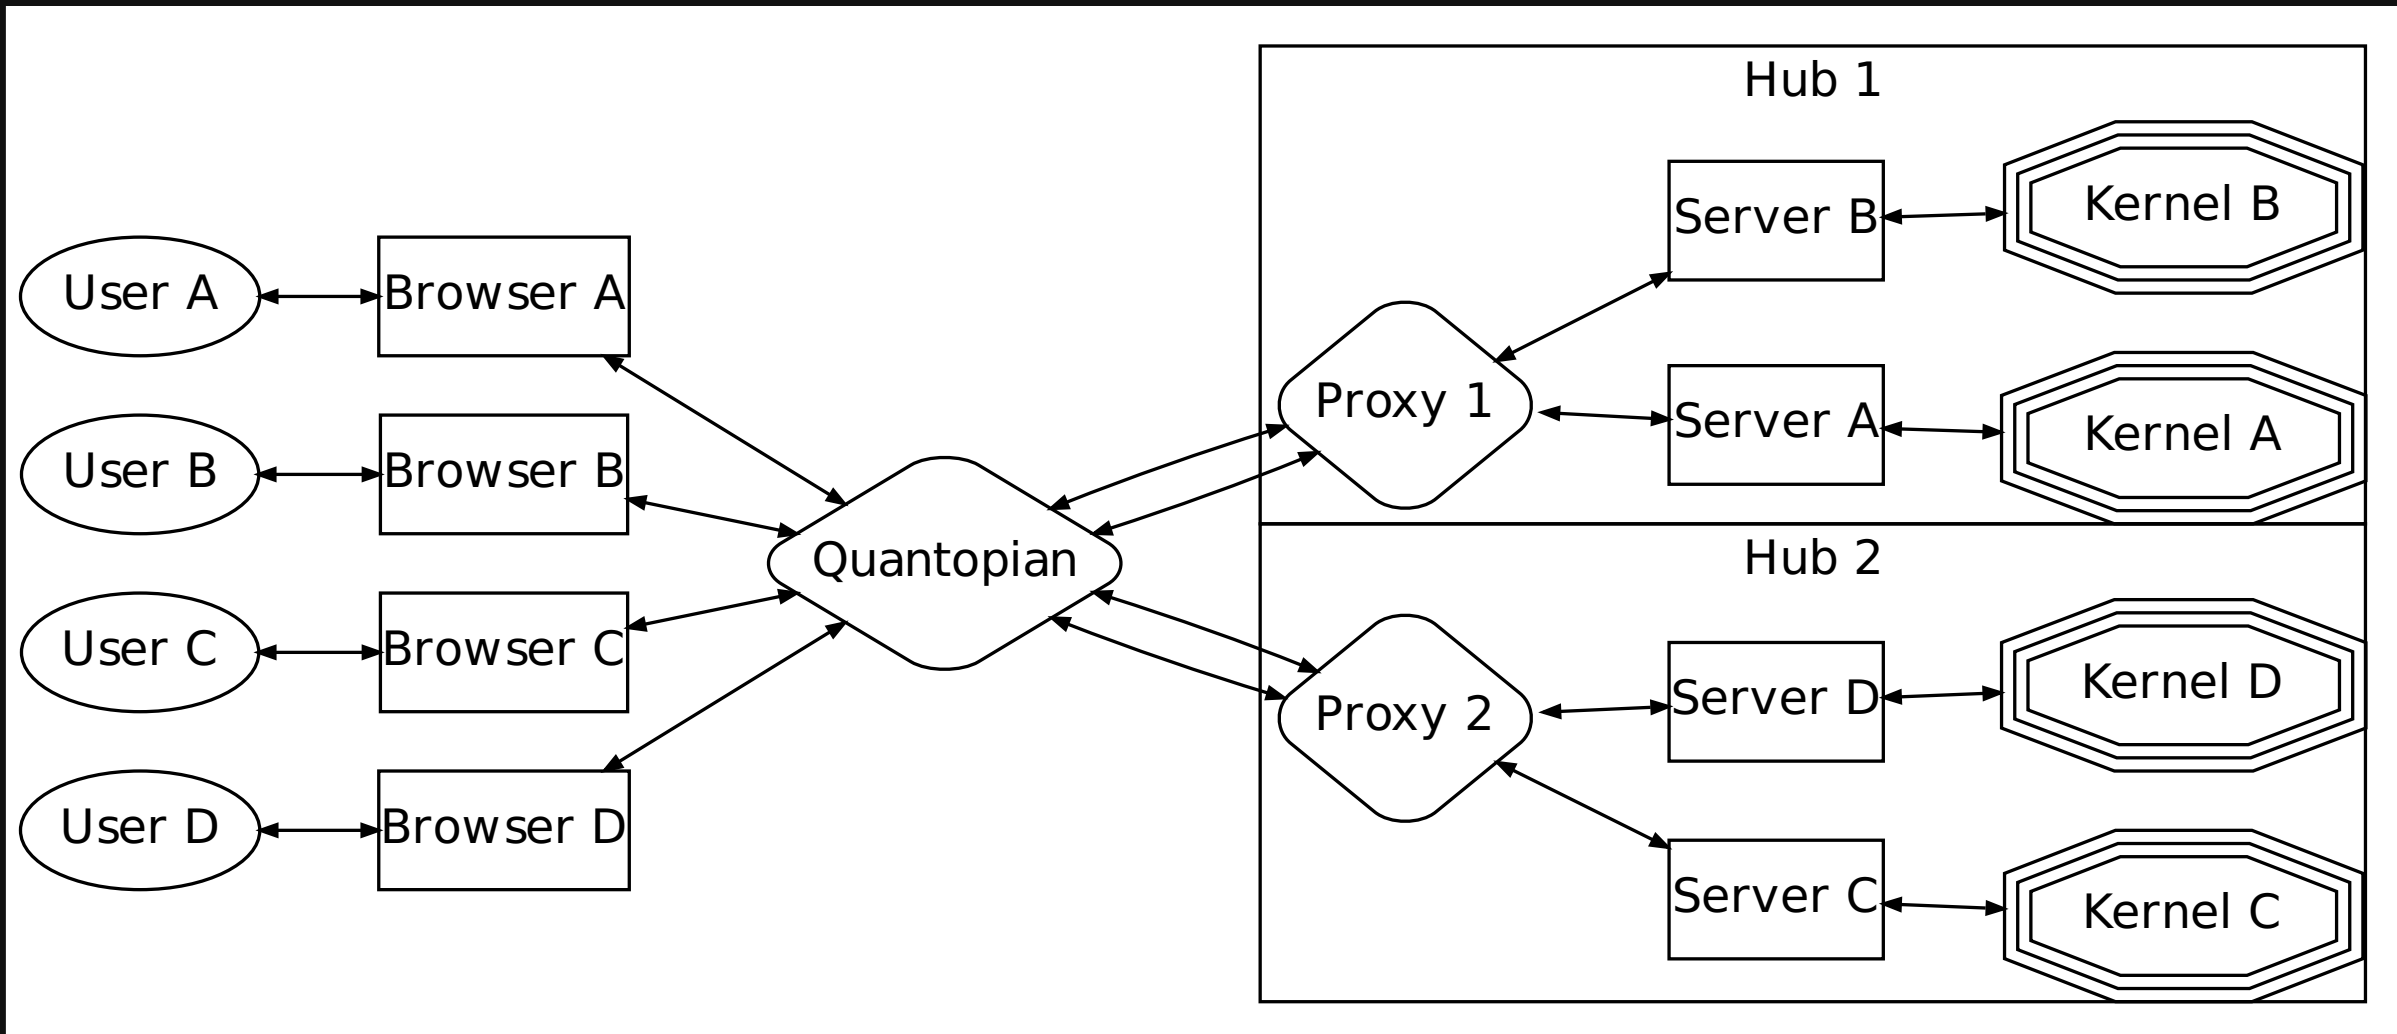 User A
Browser A
User B
Browser B
User C
Browser C
User D
Browser D
Quantopian
Hub 1
Proxy 1
Server B
Kernel B
Server A
Kernel A
Hub 2
Proxy 2
Server D
Kernel D
Server C
Kernel C